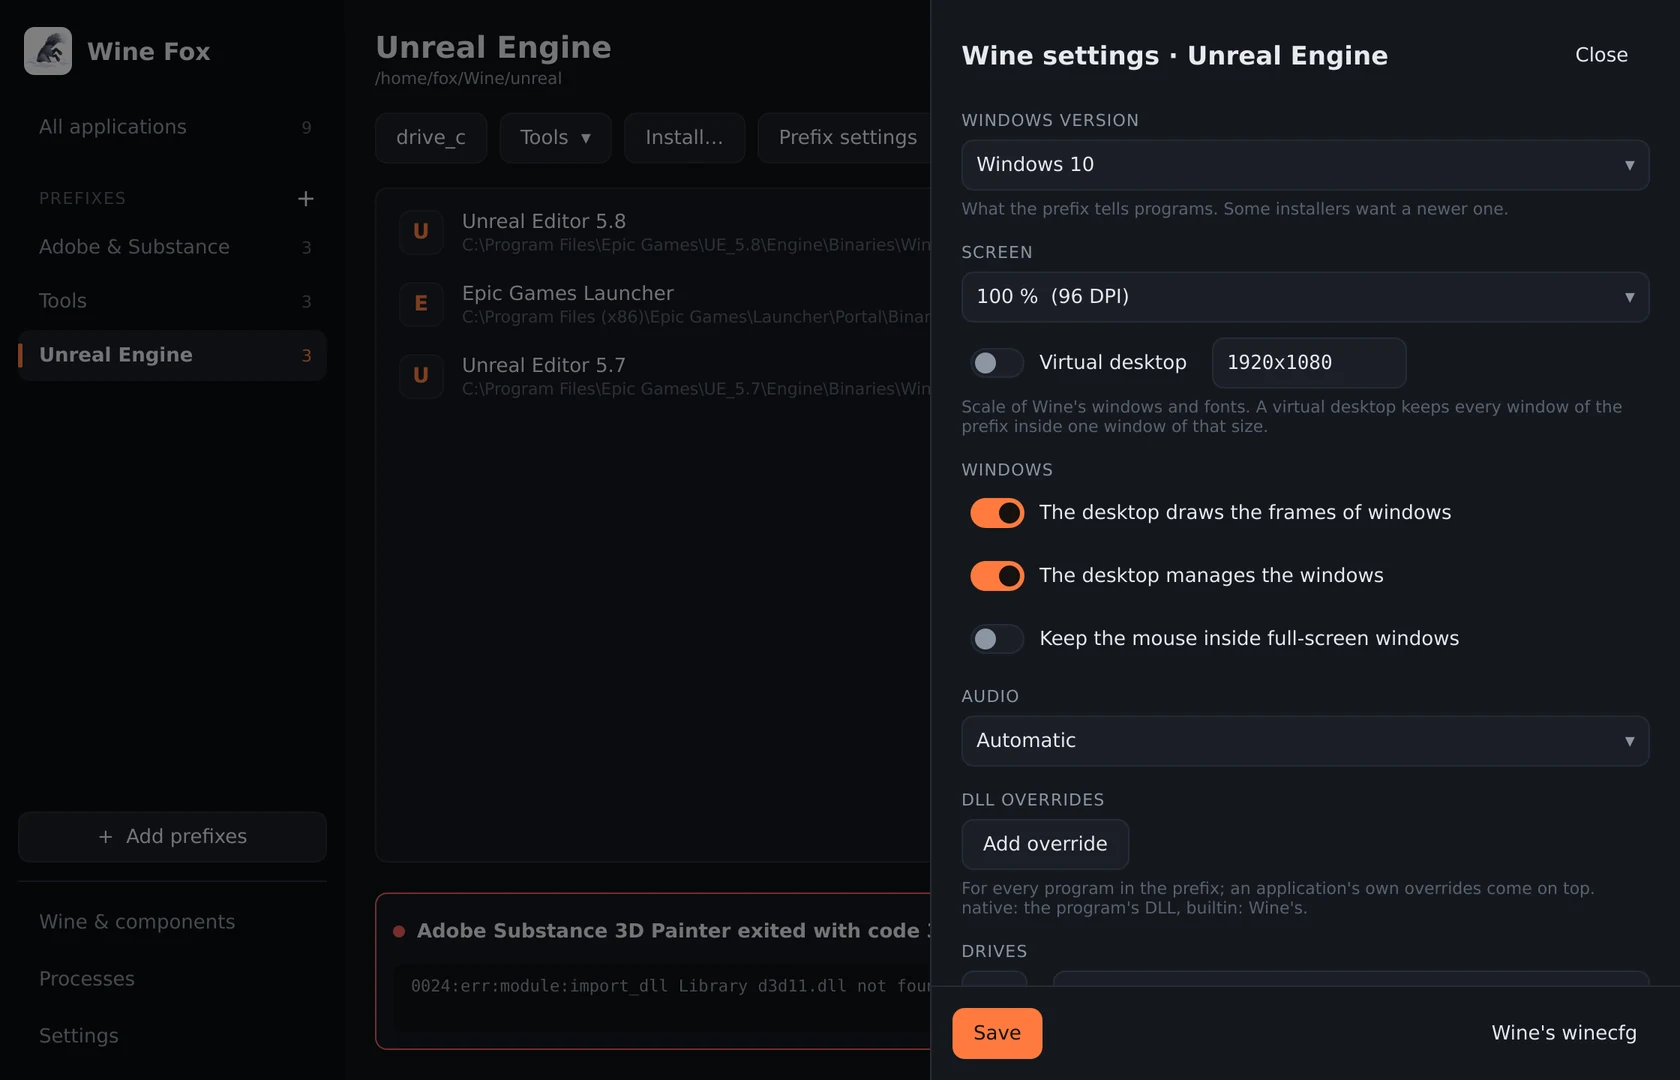 Wine Fox
All applications 9
PREFIXES +
Adobe & Substance 3
Tools 3
Unreal Engine 3
+ Add prefixes
Wine & components
Processes
Settings
Unreal Engine
/home/fox/Wine/unreal
drive_c
Tools ▾
Install...
Prefix settings
U
Unreal Editor 5.8
C:\Program Files\Epic Games\UE_5.8\Engine\Binaries\Win
E
Epic Games Launcher
C:\Program Files (x86)\Epic Games\Launcher\Portal\Binar
U
Unreal Editor 5.7
C:\Program Files\Epic Games\UE_5.7\Engine\Binaries\Win
Adobe Substance 3D Painter exited with code
0024:err:module:import_dll Library d3d11.dll not fou
Wine settings · Unreal Engine
Close
WINDOWS VERSION
Windows 10
What the prefix tells programs. Some installers want a newer one.
SCREEN
100 % (96 DPI)
Virtual desktop
1920x1080
Scale of Wine's windows and fonts. A virtual desktop keeps every window of the
prefix inside one window of that size.
WINDOWS
The desktop draws the frames of windows
The desktop manages the windows
Keep the mouse inside full-screen windows
AUDIO
Automatic
DLL OVERRIDES
Add override
For every program in the prefix; an application's own overrides come on top.
native: the program's DLL, builtin: Wine's.
DRIVES
Save
Wine's winecfg